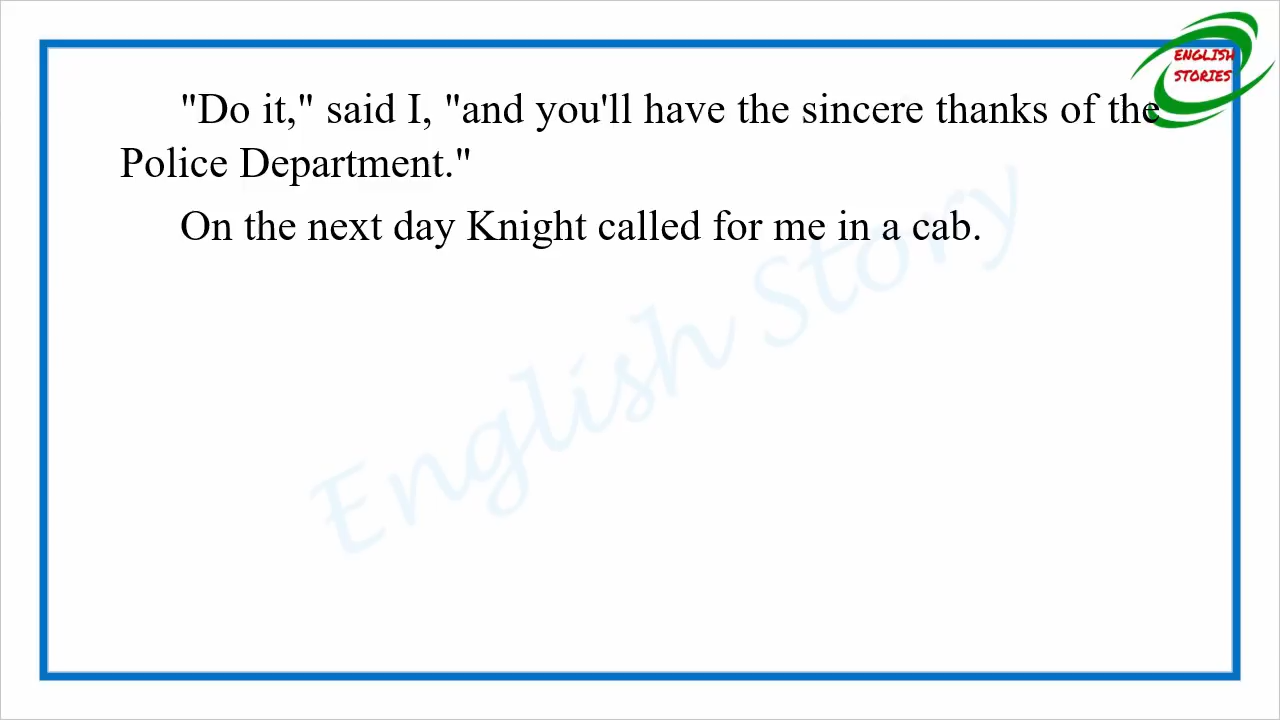 ENGLISH
STORIES
"Do it," said I, "and you'll have the sincere thanks of the
Police Department."
On the next day Knight called for me in a cab.
English Story